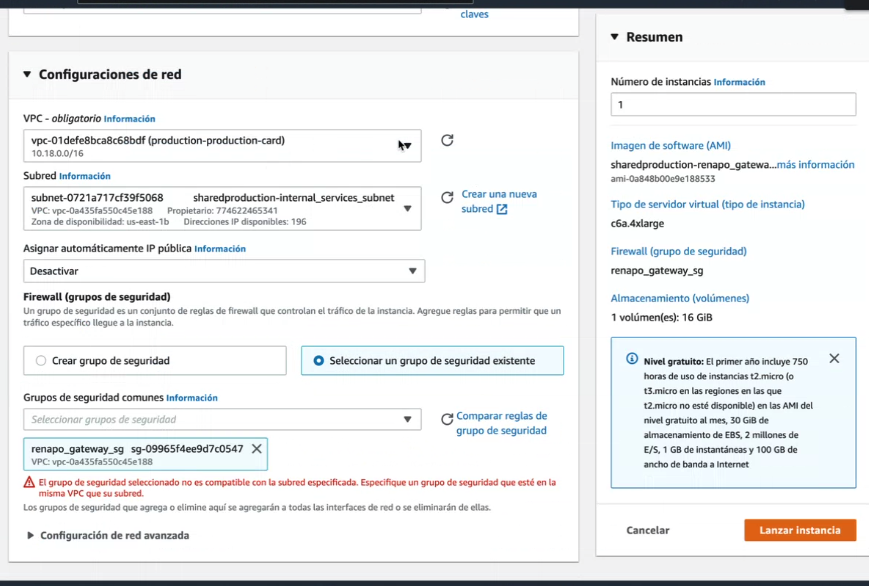 claves
Configuraciones de red
VPC - obligatorio Información
vpc-01defe8bca8c68bdf (production-production-card)
10.18.0.0/16
Subred Información
subnet-0721a717cf39f5068 sharedproduction-internal_services_subnet
VPC: vpc-0a435fa550c45e188 Propietario: 774622465341
Zona de disponibilidad: us-east-1b Direcciones IP disponibles: 196
Crear una nueva
subred
Asignar automáticamente IP pública Información
Desactivar
Firewall (grupos de seguridad)
Un grupo de seguridad es un conjunto de reglas de firewall que controlan el tráfico de la instancia. Agregue reglas para permitir que un
tráfico específico llegue a la instancia.
Crear grupo de seguridad
Seleccionar un grupo de seguridad existente
Grupos de seguridad comunes Información
Seleccionar grupos de seguridad
Comparar reglas de
grupo de seguridad
renapo_gateway_sg sg-09965f4ee9d7c0547
VPC: vpc-0a435fa550c45e188
El grupo de seguridad seleccionado no es compatible con la subred especificada. Especifique un grupo de seguridad que esté en la
misma VPC que su subred.
Los grupos de seguridad que agrega o elimine aquí se agregarán a todas las interfaces de red o se eliminarán de ellas.
Configuración de red avanzada
Resumen
Número de instancias Información
1
Imagen de software (AMI)
sharedproduction-renapo_gatewa...más información
ami-0a848b00e9e188533
Tipo de servidor virtual (tipo de instancia)
c6a.4xlarge
Firewall (grupo de seguridad)
renapo_gateway_sg
Almacenamiento (volúmenes)
1 volúmen(es): 16 GiB
Nivel gratuito: El primer año incluye 750
horas de uso de instancias t2.micro (o
t3.micro en las regiones en las que
t2.micro no esté disponible) en las AMI del
nivel gratuito al mes, 30 GiB de
almacenamiento de EBS, 2 millones de
E/S, 1 GB de instantáneas y 100 GB de
ancho de banda a Internet
Cancelar
Lanzar instancia